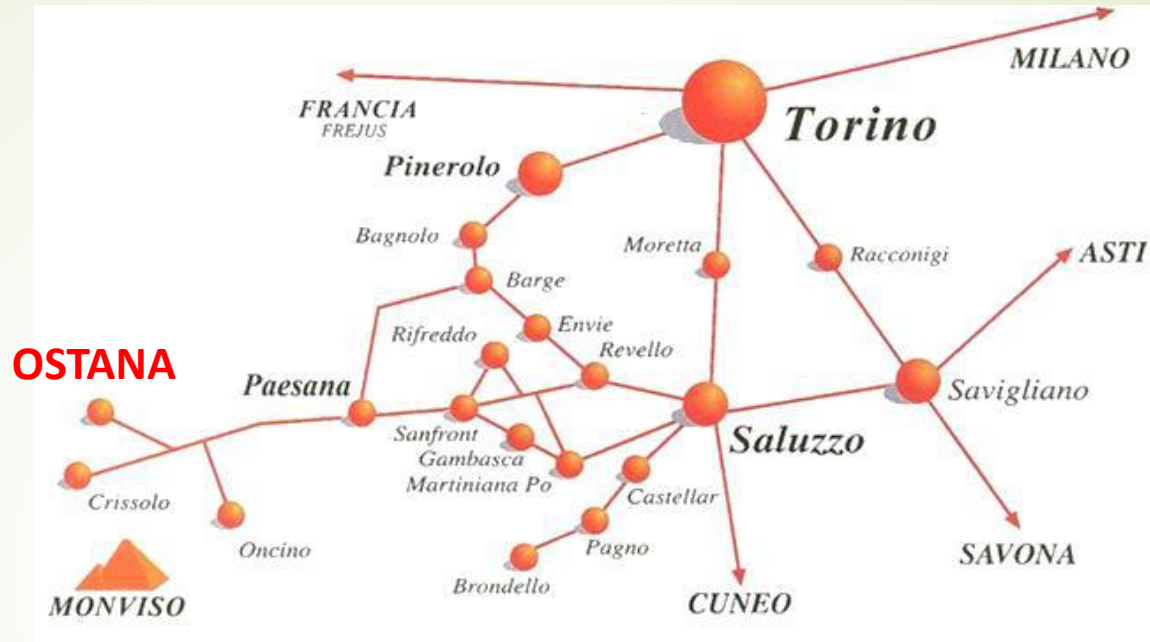 MILANO
FRANCIA
FREJUS
Torino
Pinerolo
Bagnolo
Moretta
Racconigi
ASTI
Barge
Envie
Rifreddo
Revello
OSTANA
Paesana
Savigliano
Sanfront
Gambasca
Saluzzo
Martiniana Po
Crissolo
Castellar
Oncino
Pagno
SAVONA
Brondello
MONVISO
CUNEO